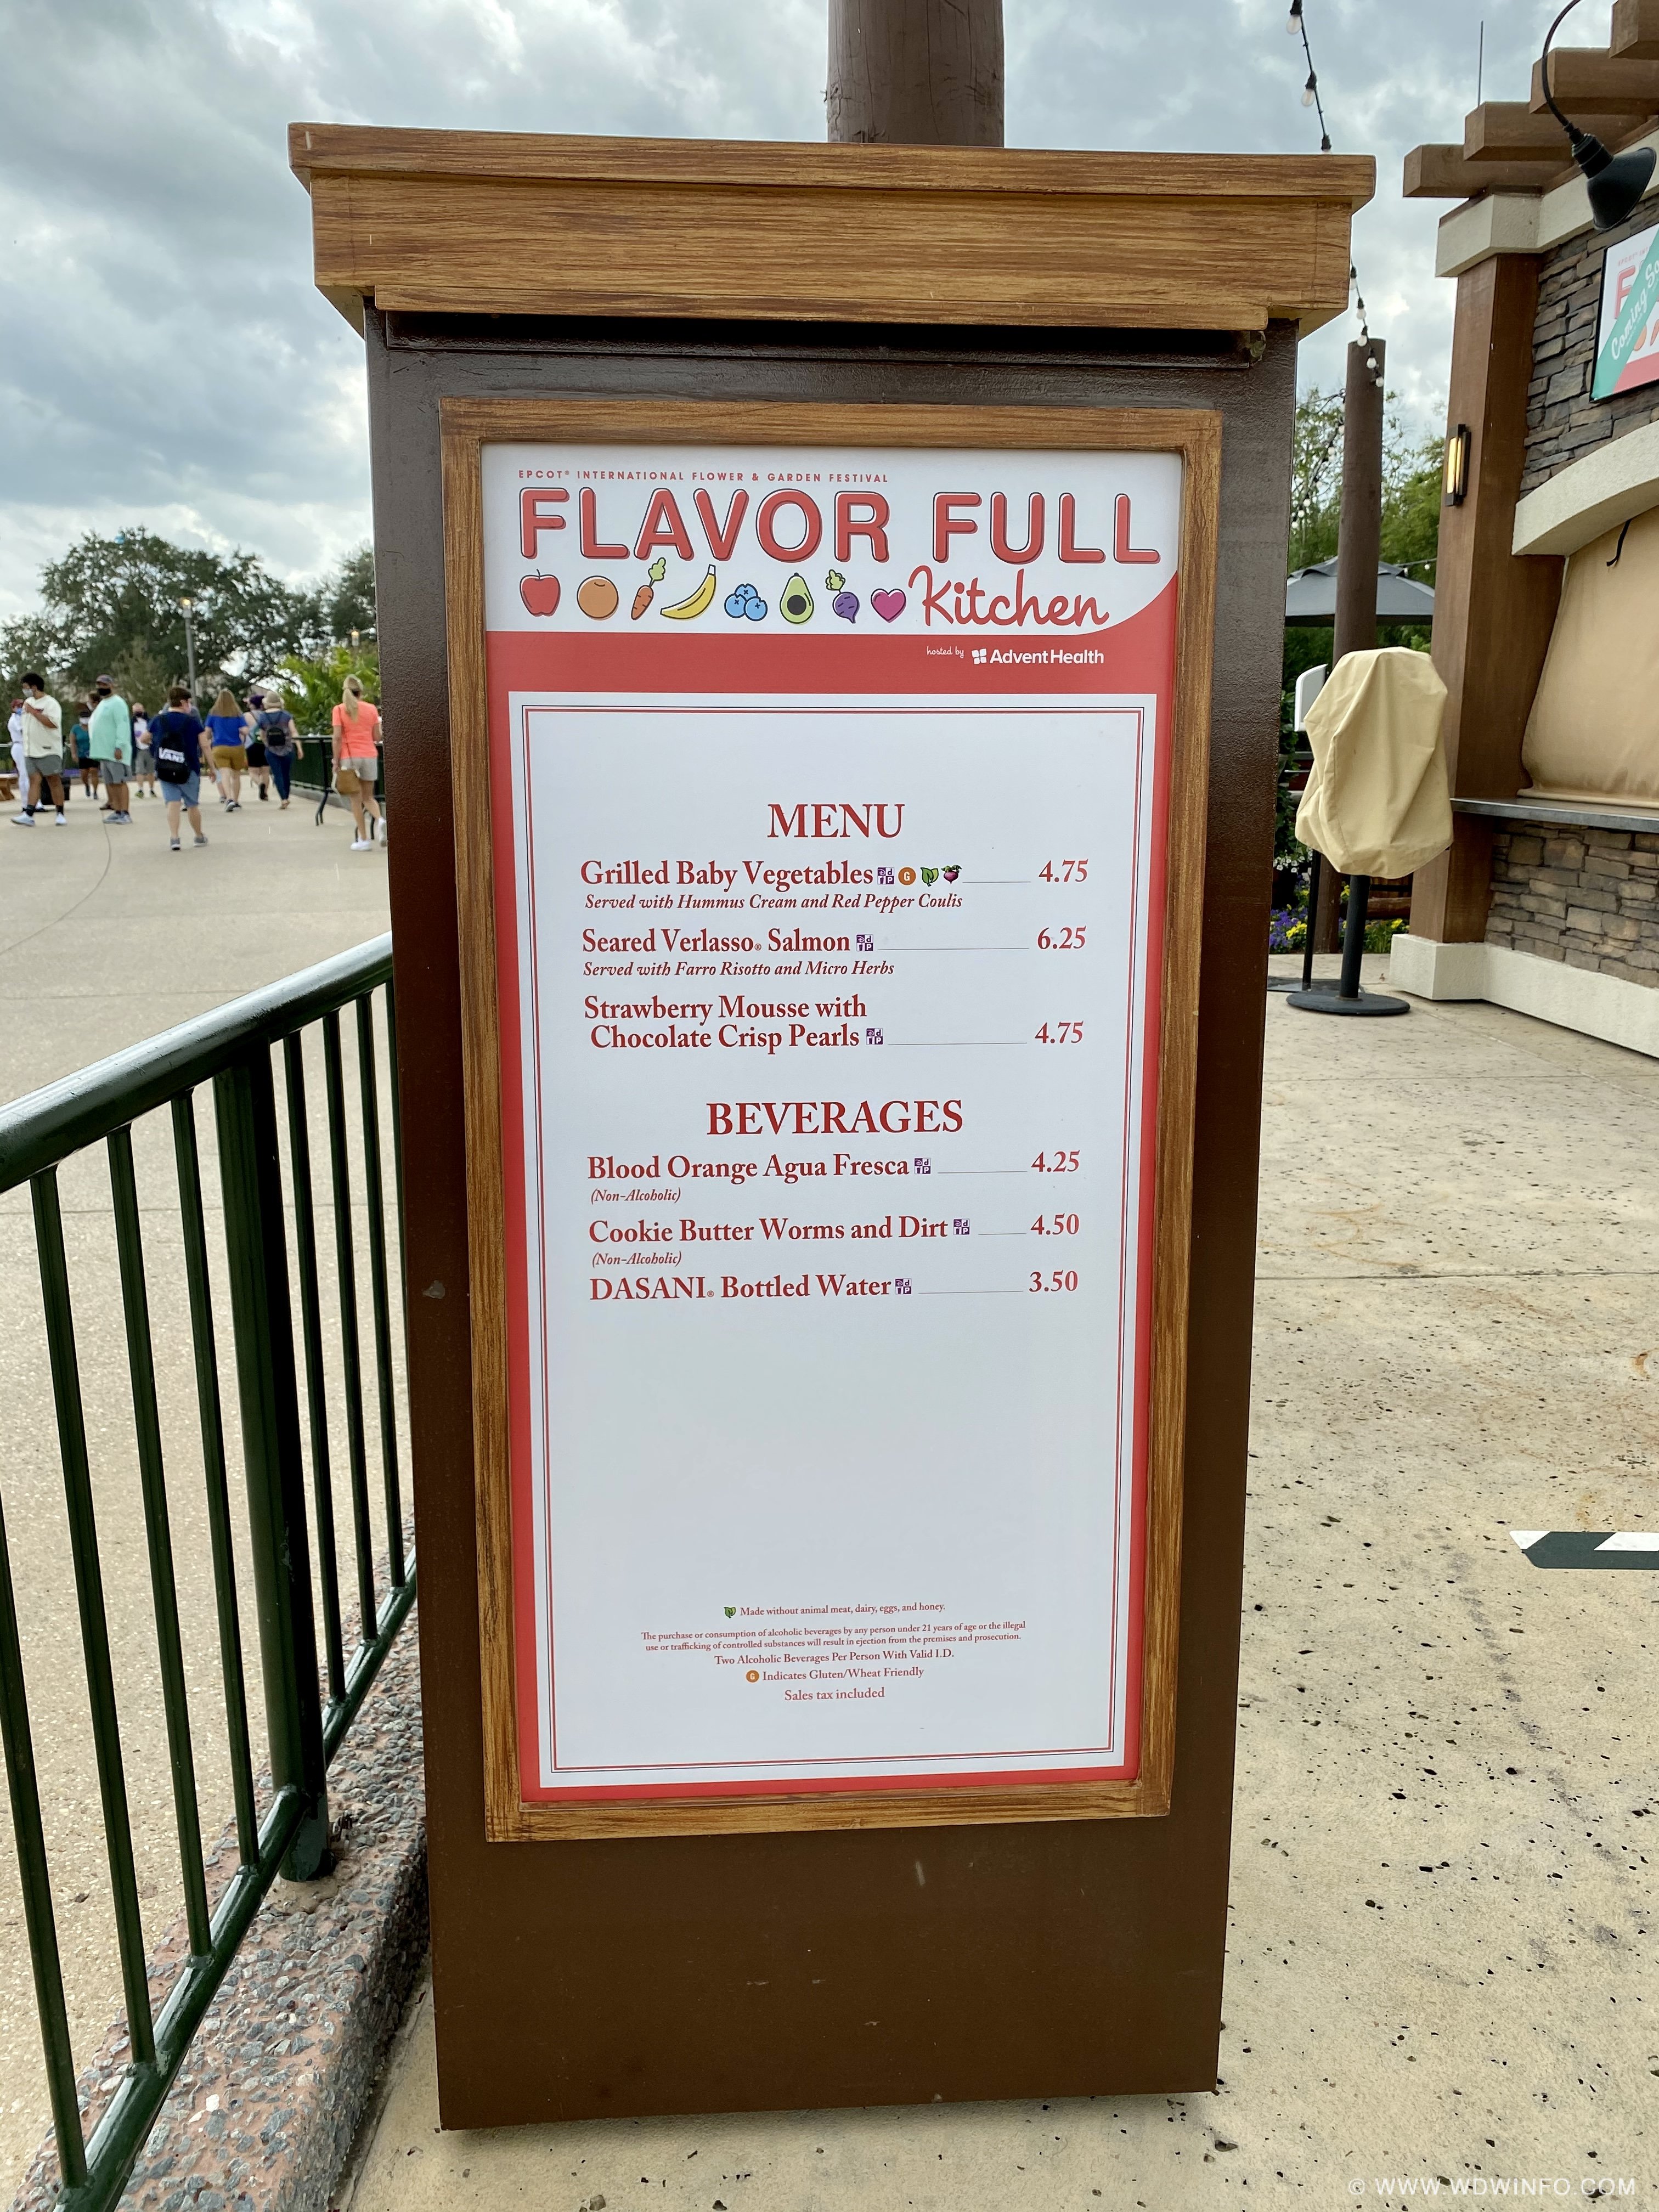 EPCOT® INTERNATIONAL FLOWER & GARDEN FESTIVAL
FLAVOR FULL
Kitchen
hosted by AdventHealth
MENU
Grilled Baby Vegetables G 4.75
Served with Hummus Cream and Red Pepper Coulis
Seared Verlasso® Salmon 6.25
Served with Farro Risotto and Micro Herbs
Strawberry Mousse with
Chocolate Crisp Pearls 4.75
BEVERAGES
Blood Orange Agua Fresca 4.25
(Non-Alcoholic)
Cookie Butter Worms and Dirt 4.50
(Non-Alcoholic)
DASANI® Bottled Water 3.50
Made without animal meat, dairy, eggs, and honey.
The purchase or consumption of alcoholic beverages by any person under 21 years of age or the illegal
use or trafficking of controlled substances will result in ejection from the premises and prosecution.
Two Alcoholic Beverages Per Person With Valid I.D.
G Indicates Gluten/Wheat Friendly
Sales tax included
VANS
Coming
© WWW.WDWINFO.COM